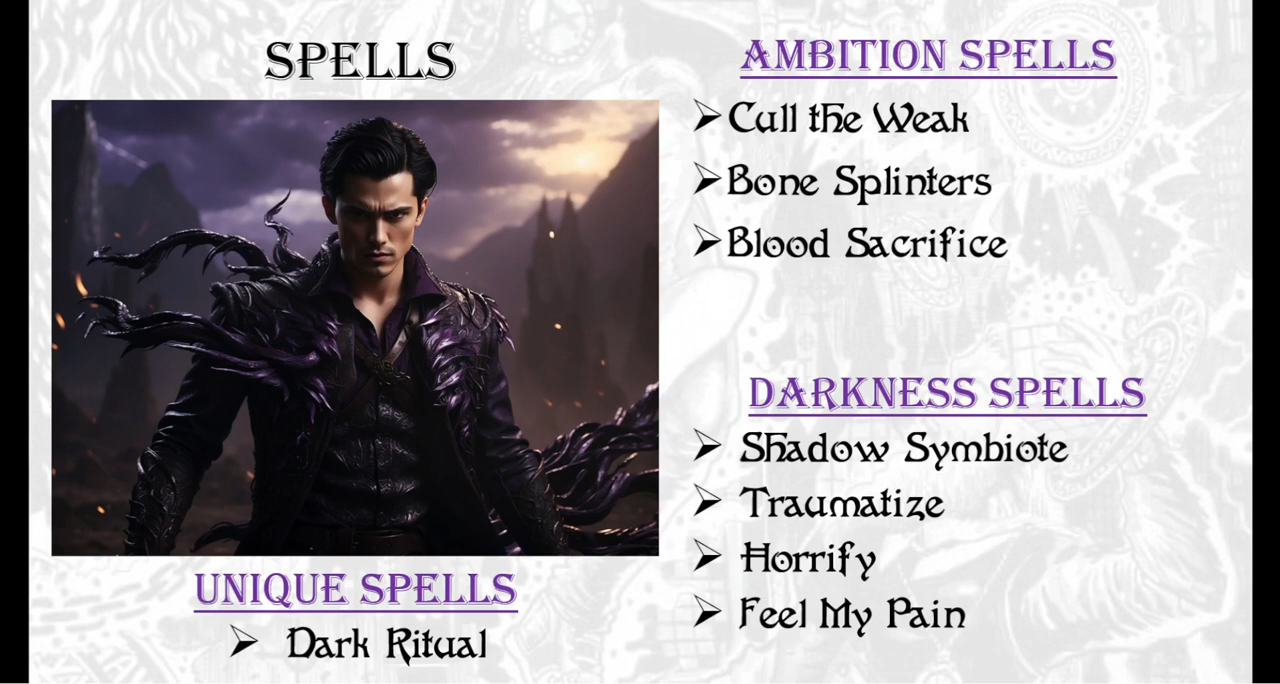 SPELLS
UNIQUE SPELLS
➢ Dark Ritual
AMBITION SPELLS
➢Cull the Weak
➢Bone Splinters
➢Blood Sacrifice
DARKNESS SPELLS
➢ Shadow Symbiote
➢ Traumatize
➢ Horrify
➢ Feel My Pain